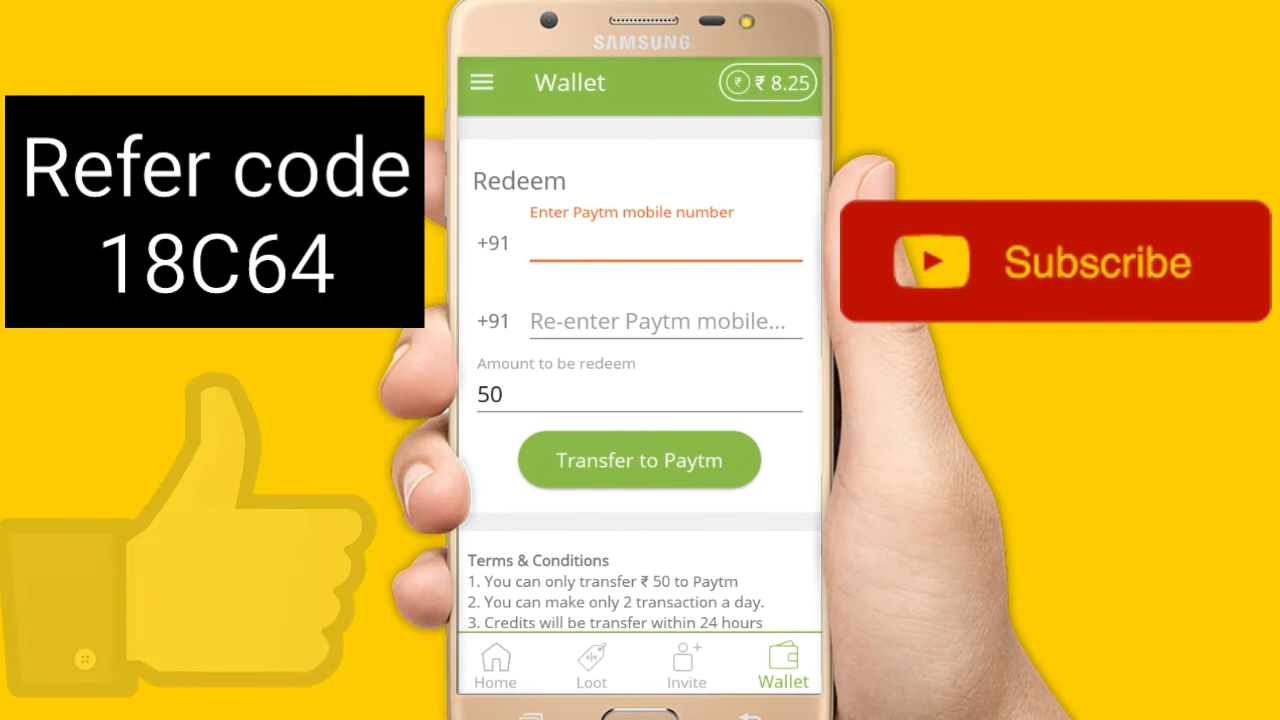 SAMSUNG
Wallet
₹ ₹ 8.25
Refer code
18C64
Redeem
Enter Paytm mobile number
+91
+91 Re-enter Paytm mobile...
Amount to be redeem
50
Transfer to Paytm
Subscribe
Terms & Conditions
1. You can only transfer ₹ 50 to Paytm
2. You can make only 2 transaction a day.
3. Credits will be transfer within 24 hours
Home Loot Invite Wallet